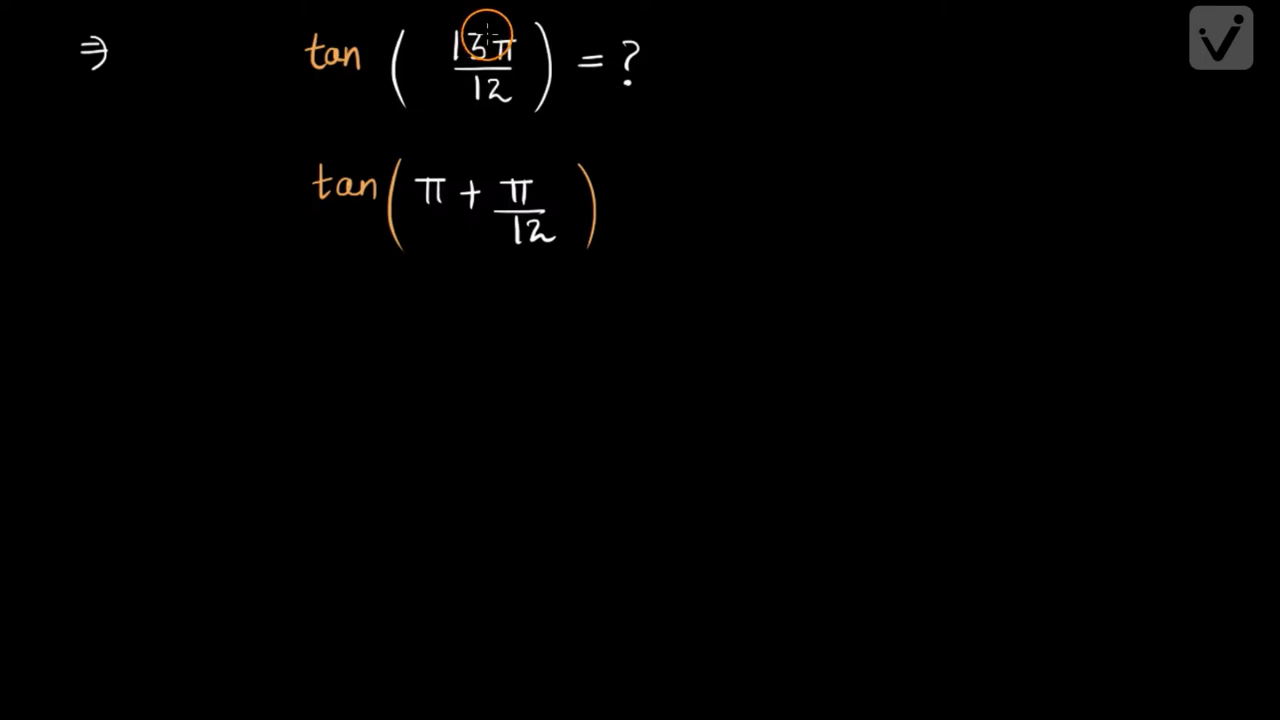 ⇒ tan ( 13π/12 ) = ?
tan( π + π/12 )